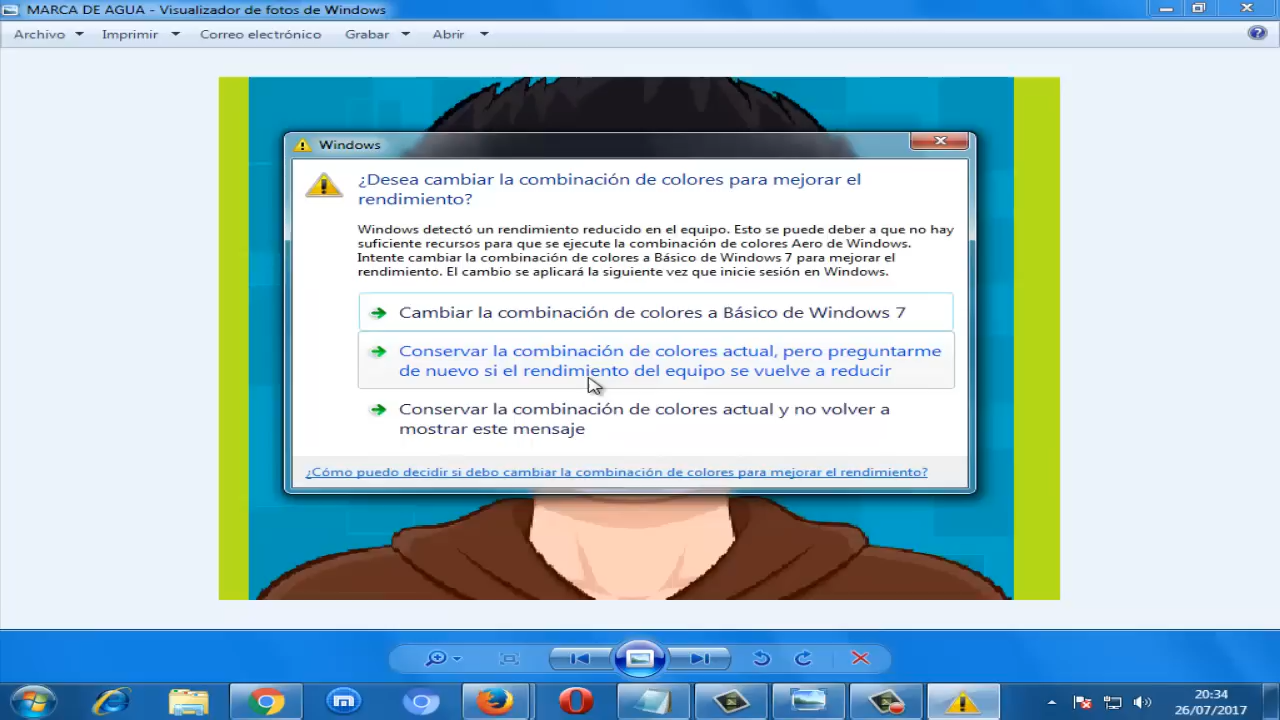 MARCA DE AGUA - Visualizador de fotos de Windows
Archivo Imprimir Correo electrónico Grabar Abrir
Windows
¿Desea cambiar la combinación de colores para mejorar el
rendimiento?
Windows detectó un rendimiento reducido en el equipo. Esto se puede deber a que no hay
suficiente recursos para que se ejecute la combinación de colores Aero de Windows.
Intente cambiar la combinación de colores a Básico de Windows 7 para mejorar el
rendimiento. El cambio se aplicará la siguiente vez que inicie sesión en Windows.
Cambiar la combinación de colores a Básico de Windows 7
Conservar la combinación de colores actual, pero preguntarme
de nuevo si el rendimiento del equipo se vuelve a reducir
Conservar la combinación de colores actual y no volver a
mostrar este mensaje
¿Cómo puedo decidir si debo cambiar la combinación de colores para mejorar el rendimiento?
20:34
26/07/2017